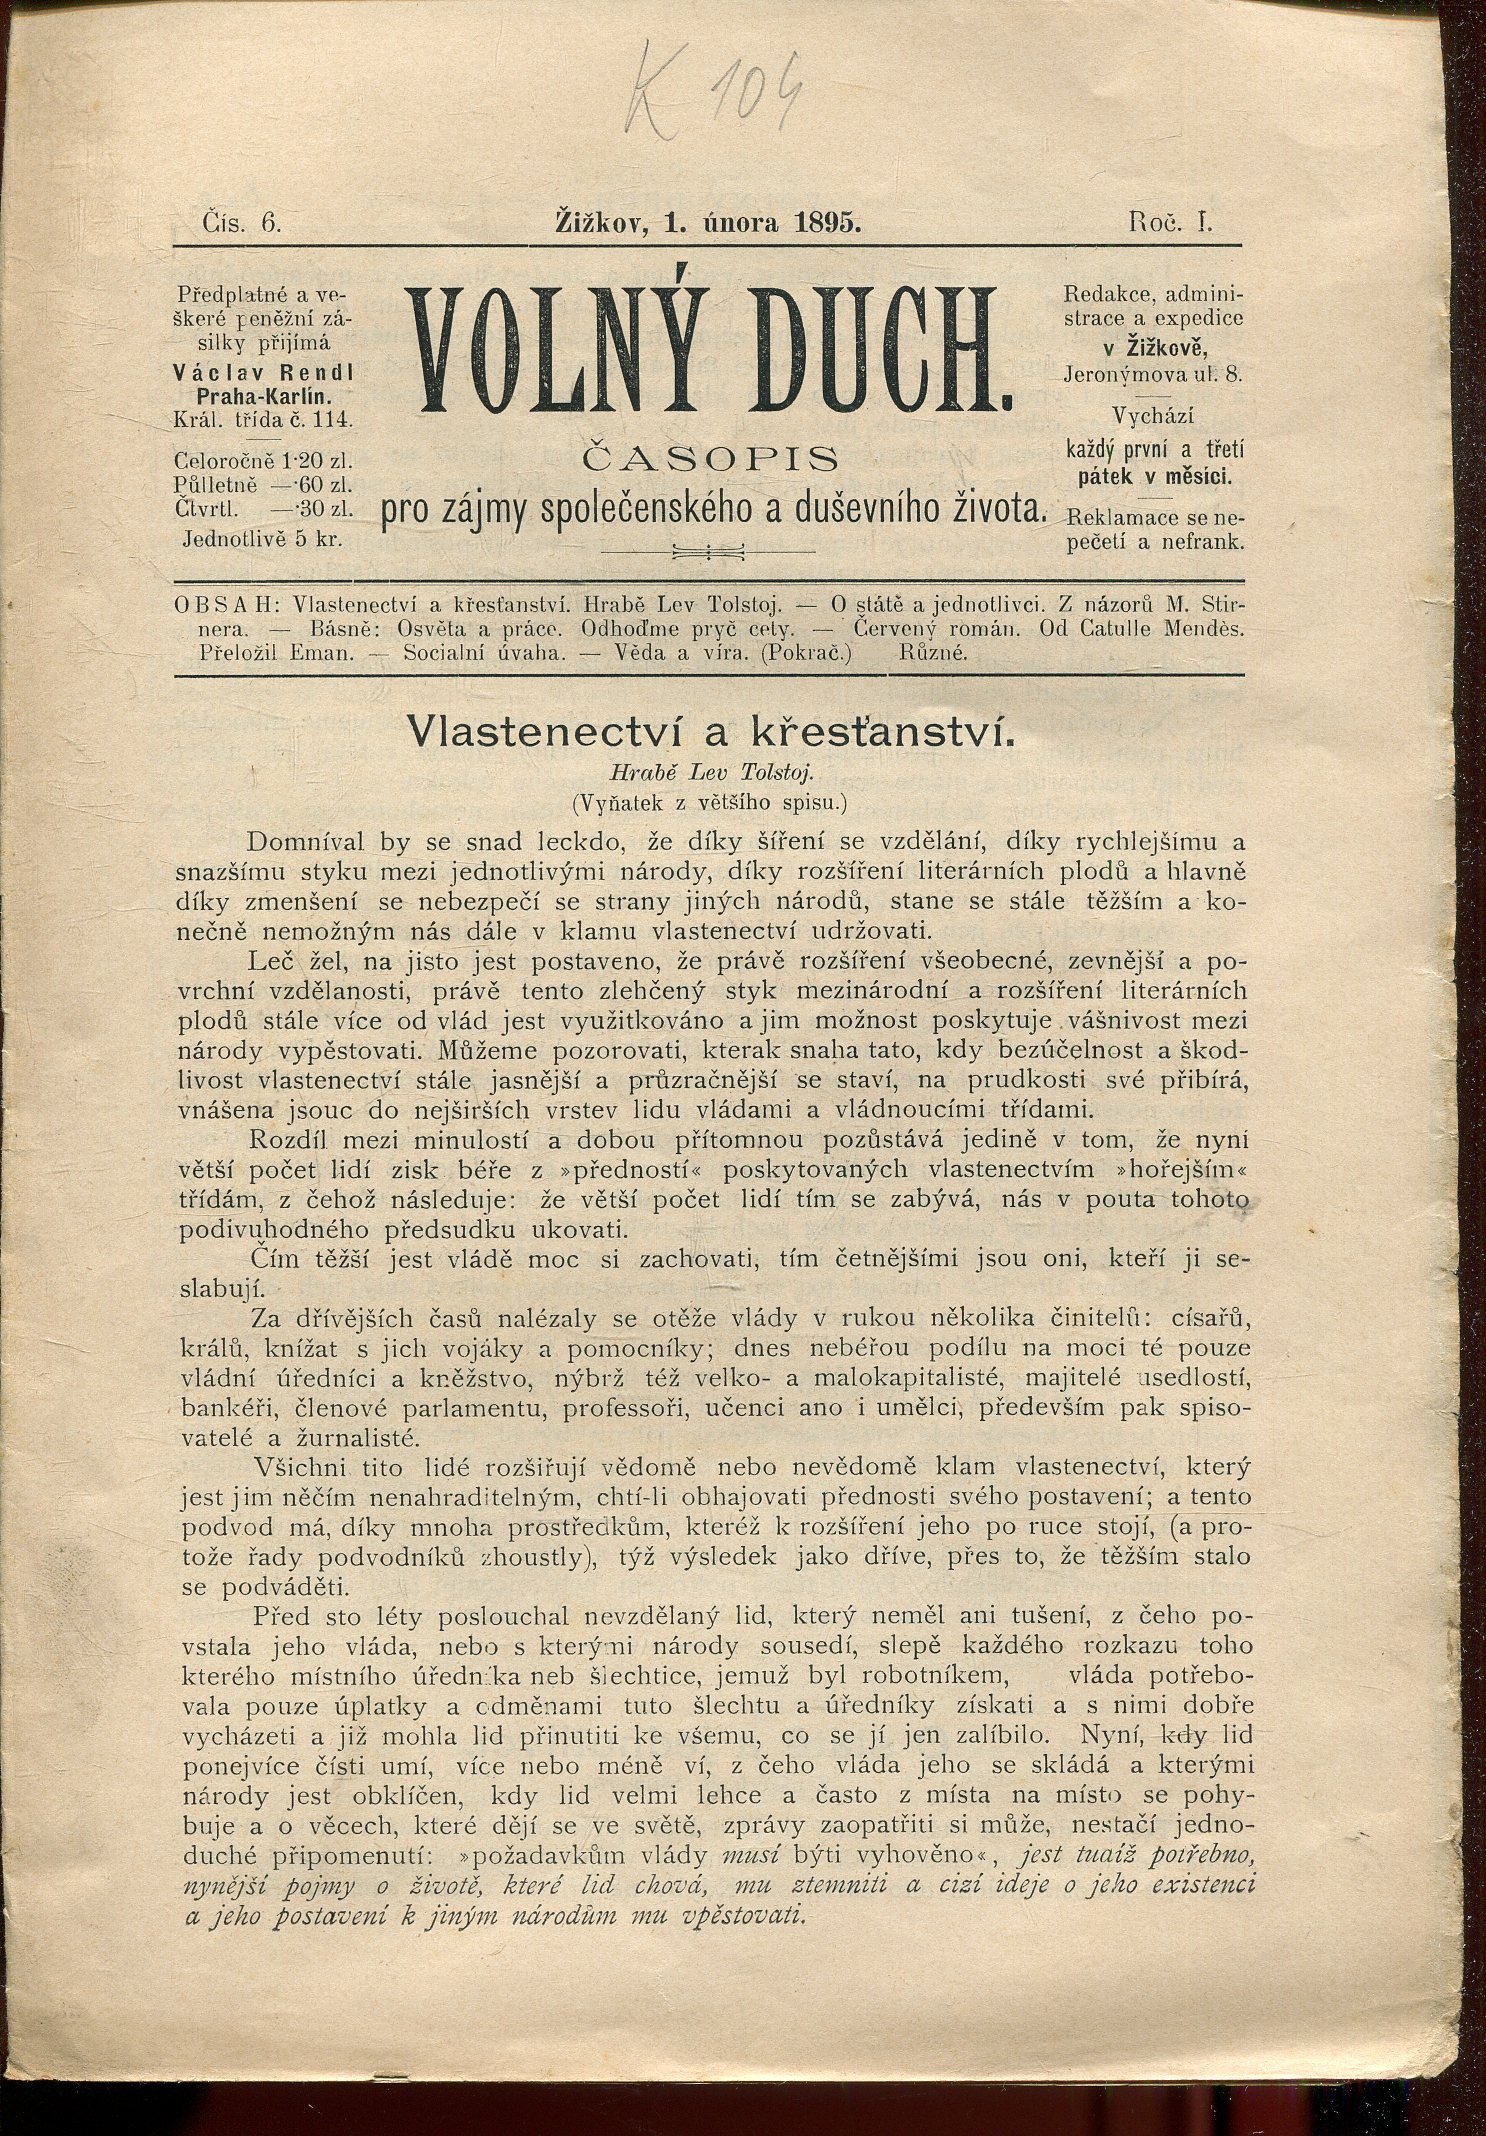 K 104
Čís. 6.
Žižkov, 1. února 1895.
Roč. I.
Předplatné a ve-
škeré peněžní zá-
silky přijímá
Václav Rendl
Praha-Karlín.
Král. třída č. 114.
Celoročně 1·20 zl.
Půlletně —·60 zl.
Čtvrtl. —·30 zl.
Jednotlivě 5 kr.
VOLNÝ DUCH.
ČASOPIS
pro zájmy společenského a duševního života.
Redakce, admini-
strace a expedice
v Žižkově,
Jeronýmova ul. 8.
Vychází
každý první a třetí
pátek v měsíci.
Reklamace se ne-
pečetí a nefrank.
OBSAH: Vlastenectví a křesťanství. Hrabě Lev Tolstoj. — O státě a jednotlivci. Z názorů M. Stir-
nera. — Básně: Osvěta a práce. Odhoďme pryč cety. — Červený román. Od Catulle Mendès.
Přeložil Eman. — Socialní úvaha. — Věda a víra. (Pokrač.) Různé.
Vlastenectví a křesťanství.
Hrabě Lev Tolstoj.
(Vyňatek z většího spisu.)
Domníval by se snad leckdo, že díky šíření se vzdělání, díky rychlejšímu a
snazšímu styku mezi jednotlivými národy, díky rozšíření literárních plodů a hlavně
díky zmenšení se nebezpečí se strany jiných národů, stane se stále těžším a ko-
nečně nemožným nás dále v klamu vlastenectví udržovati.
Leč žel, na jisto jest postaveno, že právě rozšíření všeobecné, zevnější a po-
vrchní vzdělanosti, právě tento zlehčený styk mezinárodní a rozšíření literárních
plodů stále více od vlád jest využitkováno a jim možnost poskytuje vášnivost mezi
národy vypěstovati. Můžeme pozorovati, kterak snaha tato, kdy bezúčelnost a škod-
livost vlastenectví stále jasnější a průzračnější se staví, na prudkosti své přibírá,
vnášena jsouc do nejširších vrstev lidu vládami a vládnoucími třídami.
Rozdíl mezi minulostí a dobou přítomnou pozůstává jedině v tom, že nyní
větší počet lidí zisk béře z »předností« poskytovaných vlastenectvím »hořejším«
třídám, z čehož následuje: že větší počet lidí tím se zabývá, nás v pouta tohoto
podivuhodného předsudku ukovati.
Čím těžší jest vládě moc si zachovati, tím četnějšími jsou oni, kteří ji se-
slabují.
Za dřívějších časů nalézaly se otěže vlády v rukou několika činitelů: císařů,
králů, knížat s jich vojáky a pomocníky; dnes nebéřou podílu na moci té pouze
vládní úředníci a kněžstvo, nýbrž též velko- a malokapitalisté, majitelé usedlostí,
bankéři, členové parlamentu, professoři, učenci ano i umělci, především pak spiso-
vatelé a žurnalisté.
Všichni tito lidé rozšiřují vědomě nebo nevědomě klam vlastenectví, který
jest jim něčím nenahraditelným, chtí-li obhajovati přednosti svého postavení; a tento
podvod má, díky mnoha prostředkům, kteréž k rozšíření jeho po ruce stojí, (a pro-
tože řady podvodníků zhoustly), týž výsledek jako dříve, přes to, že těžším stalo
se podváděti.
Před sto léty poslouchal nevzdělaný lid, který neměl ani tušení, z čeho po-
vstala jeho vláda, nebo s kterými národy sousedí, slepě každého rozkazu toho
kterého místního úředníka neb šlechtice, jemuž byl robotníkem, vláda potřebo-
vala pouze úplatky a odměnami tuto šlechtu a úředníky získati a s nimi dobře
vycházeti a již mohla lid přinutiti ke všemu, co se jí jen zalíbilo. Nyní, kdy lid
ponejvíce čísti umí, více nebo méně ví, z čeho vláda jeho se skládá a kterými
národy jest obklíčen, kdy lid velmi lehce a často z místa na místo se pohy-
buje a o věcech, které dějí se ve světě, zprávy zaopatřiti si může, nestačí jedno-
duché připomenutí: »požadavkům vlády musí býti vyhověno«, jest tudíž potřebno,
nynější pojmy o životě, které lid chová, mu ztemniti a cizí ideje o jeho existenci
a jeho postavení k jiným národům mu vpěstovati.